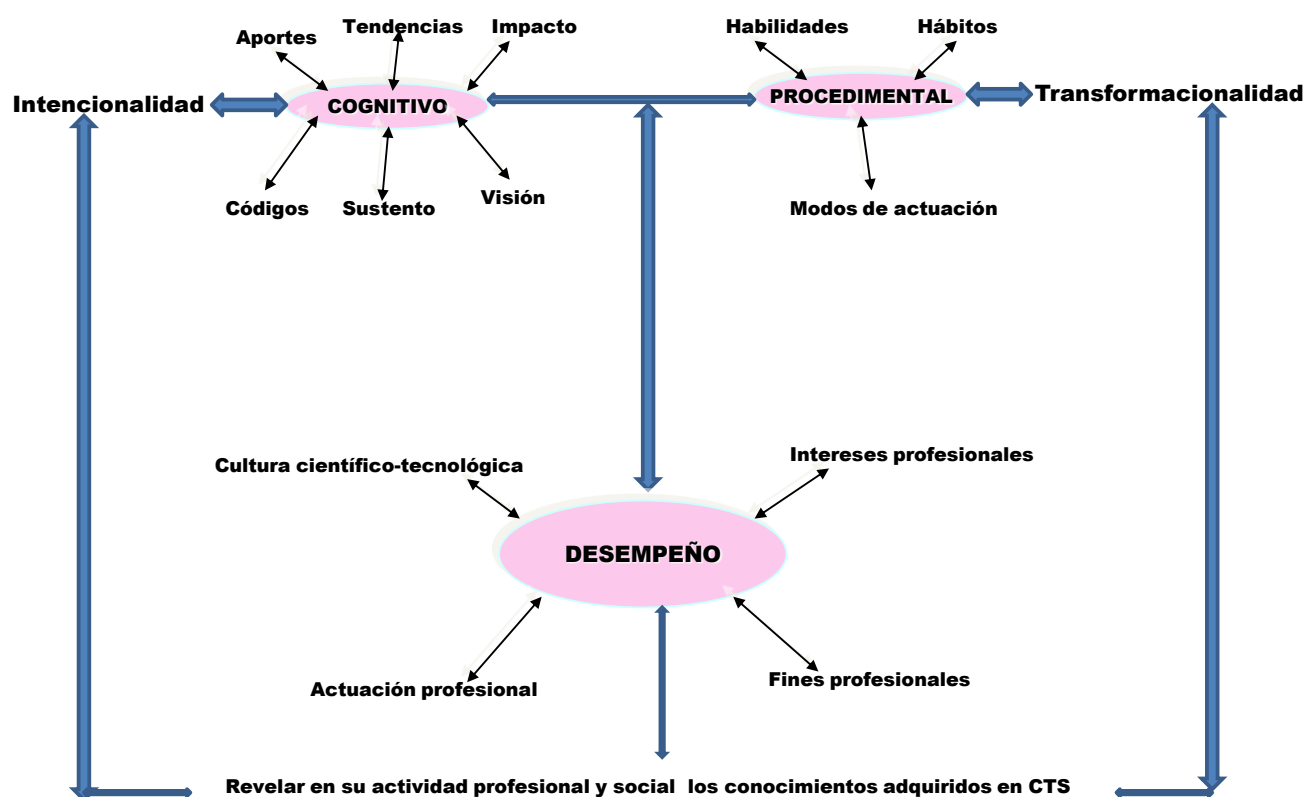 Aportes
Tendencias
Impacto
Habilidades
Hábitos
Intencionalidad
COGNITIVO
PROCEDIMENTAL
Transformacionalidad
Códigos
Sustento
Visión
Modos de actuación
Cultura científico-tecnológica
Intereses profesionales
DESEMPEÑO
Actuación profesional
Fines profesionales
Revelar en su actividad profesional y social los conocimientos adquiridos en CTS